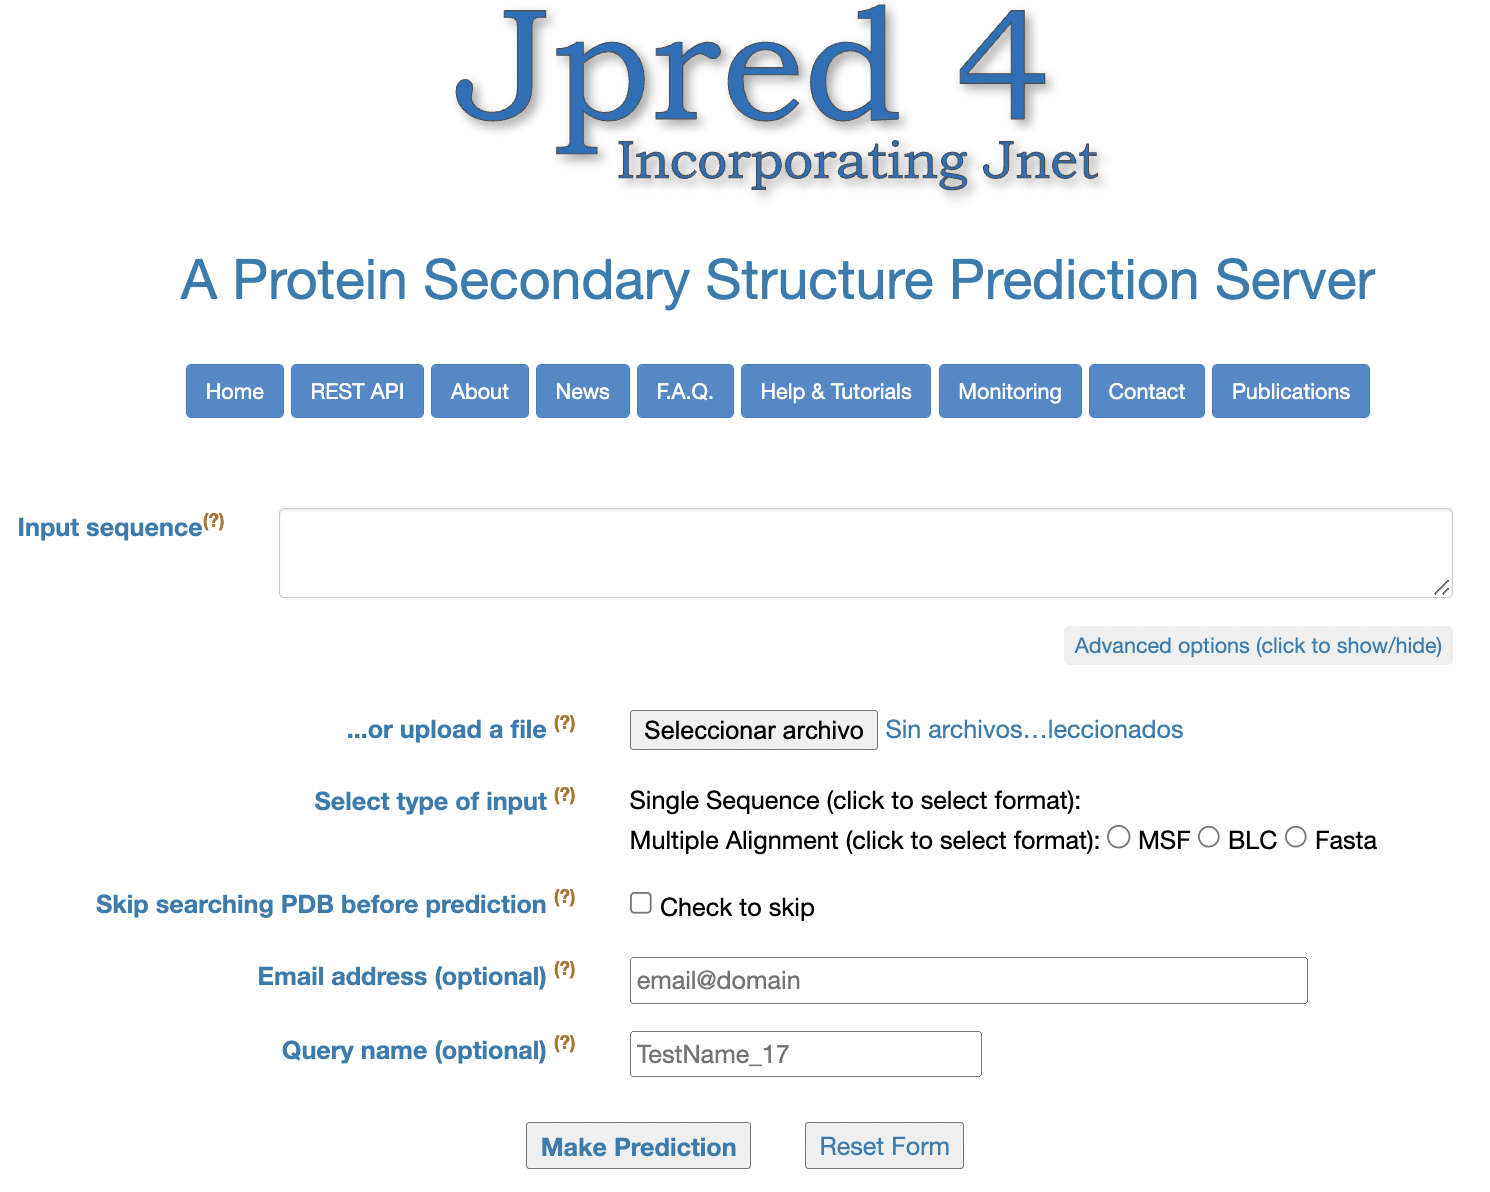 Jpred 4
Incorporating Jnet
A Protein Secondary Structure Prediction Server
Home REST API About News F.A.Q. Help & Tutorials Monitoring Contact Publications
Input sequence(?)
Advanced options (click to show/hide)
...or upload a file (?) Seleccionar archivo Sin archivos…leccionados
Select type of input (?) Single Sequence (click to select format):
Multiple Alignment (click to select format): MSF BLC Fasta
Skip searching PDB before prediction (?) Check to skip
Email address (optional) (?) email@domain
Query name (optional) (?) TestName_17
Make Prediction Reset Form